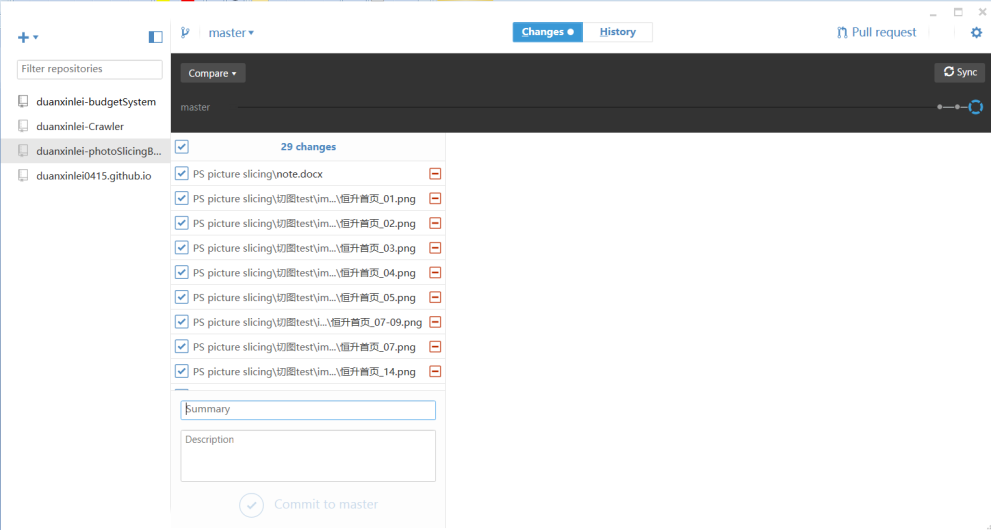 master
Changes
History
Pull request
Filter repositories
Compare
Sync
master
duanxinlei-budgetSystem
duanxinlei-Crawler
duanxinlei-photoSlicingB...
duanxinlei0415.github.io
29 changes
PS picture slicing\note.docx
PS picture slicing\切图test\im...\恒升首页_01.png
PS picture slicing\切图test\im...\恒升首页_02.png
PS picture slicing\切图test\im...\恒升首页_03.png
PS picture slicing\切图test\im...\恒升首页_04.png
PS picture slicing\切图test\im...\恒升首页_05.png
PS picture slicing\切图test\i...\恒升首页_07-09.png
PS picture slicing\切图test\im...\恒升首页_07.png
PS picture slicing\切图test\im...\恒升首页_14.png
Summary
Description
Commit to master